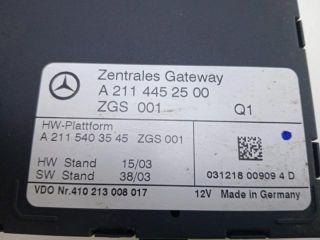 Zentrales Gateway
A 211 445 25 00
ZGS 001 Q1
HW-Plattform
A 211 540 35 45 ZGS 001
HW Stand 15/03
SW Stand 38/03
031218 00909 4 D
VDO Nr.410 213 008 017 12V Made in Germany